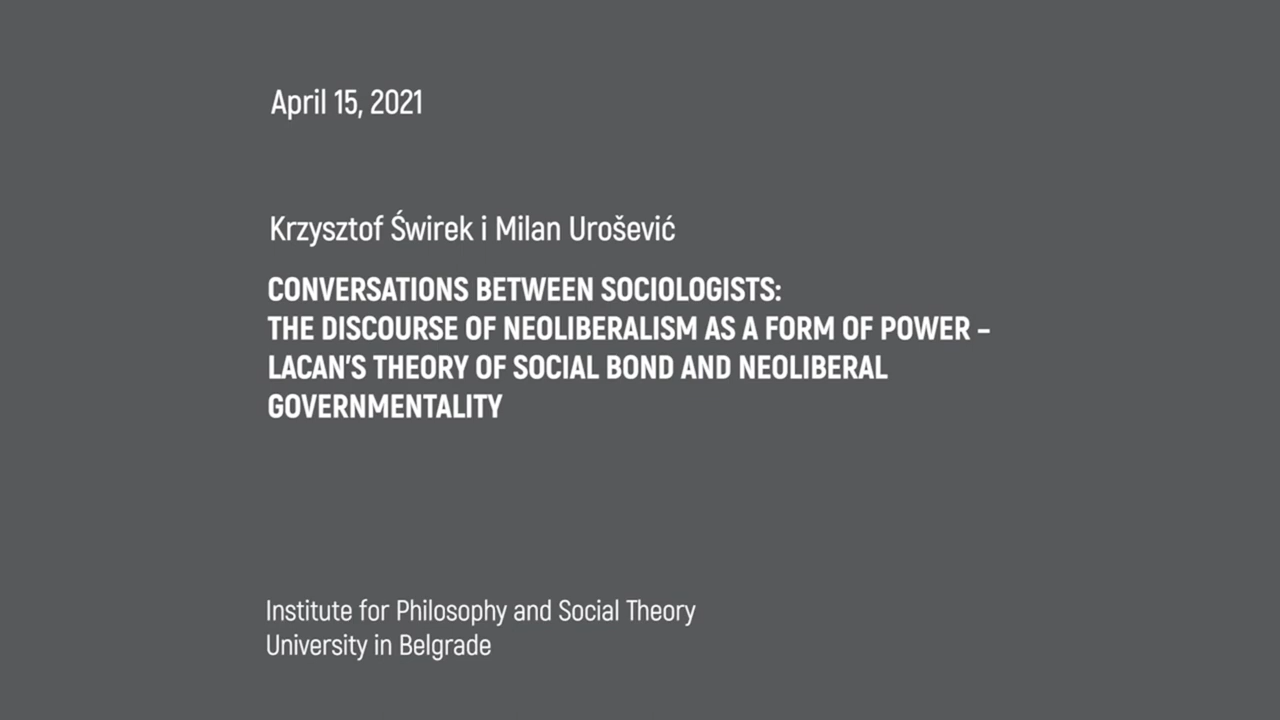 April 15, 2021
Krzysztof Świrek i Milan Urošević
CONVERSATIONS BETWEEN SOCIOLOGISTS:
THE DISCOURSE OF NEOLIBERALISM AS A FORM OF POWER –
LACAN'S THEORY OF SOCIAL BOND AND NEOLIBERAL
GOVERNMENTALITY
Institute for Philosophy and Social Theory
University in Belgrade